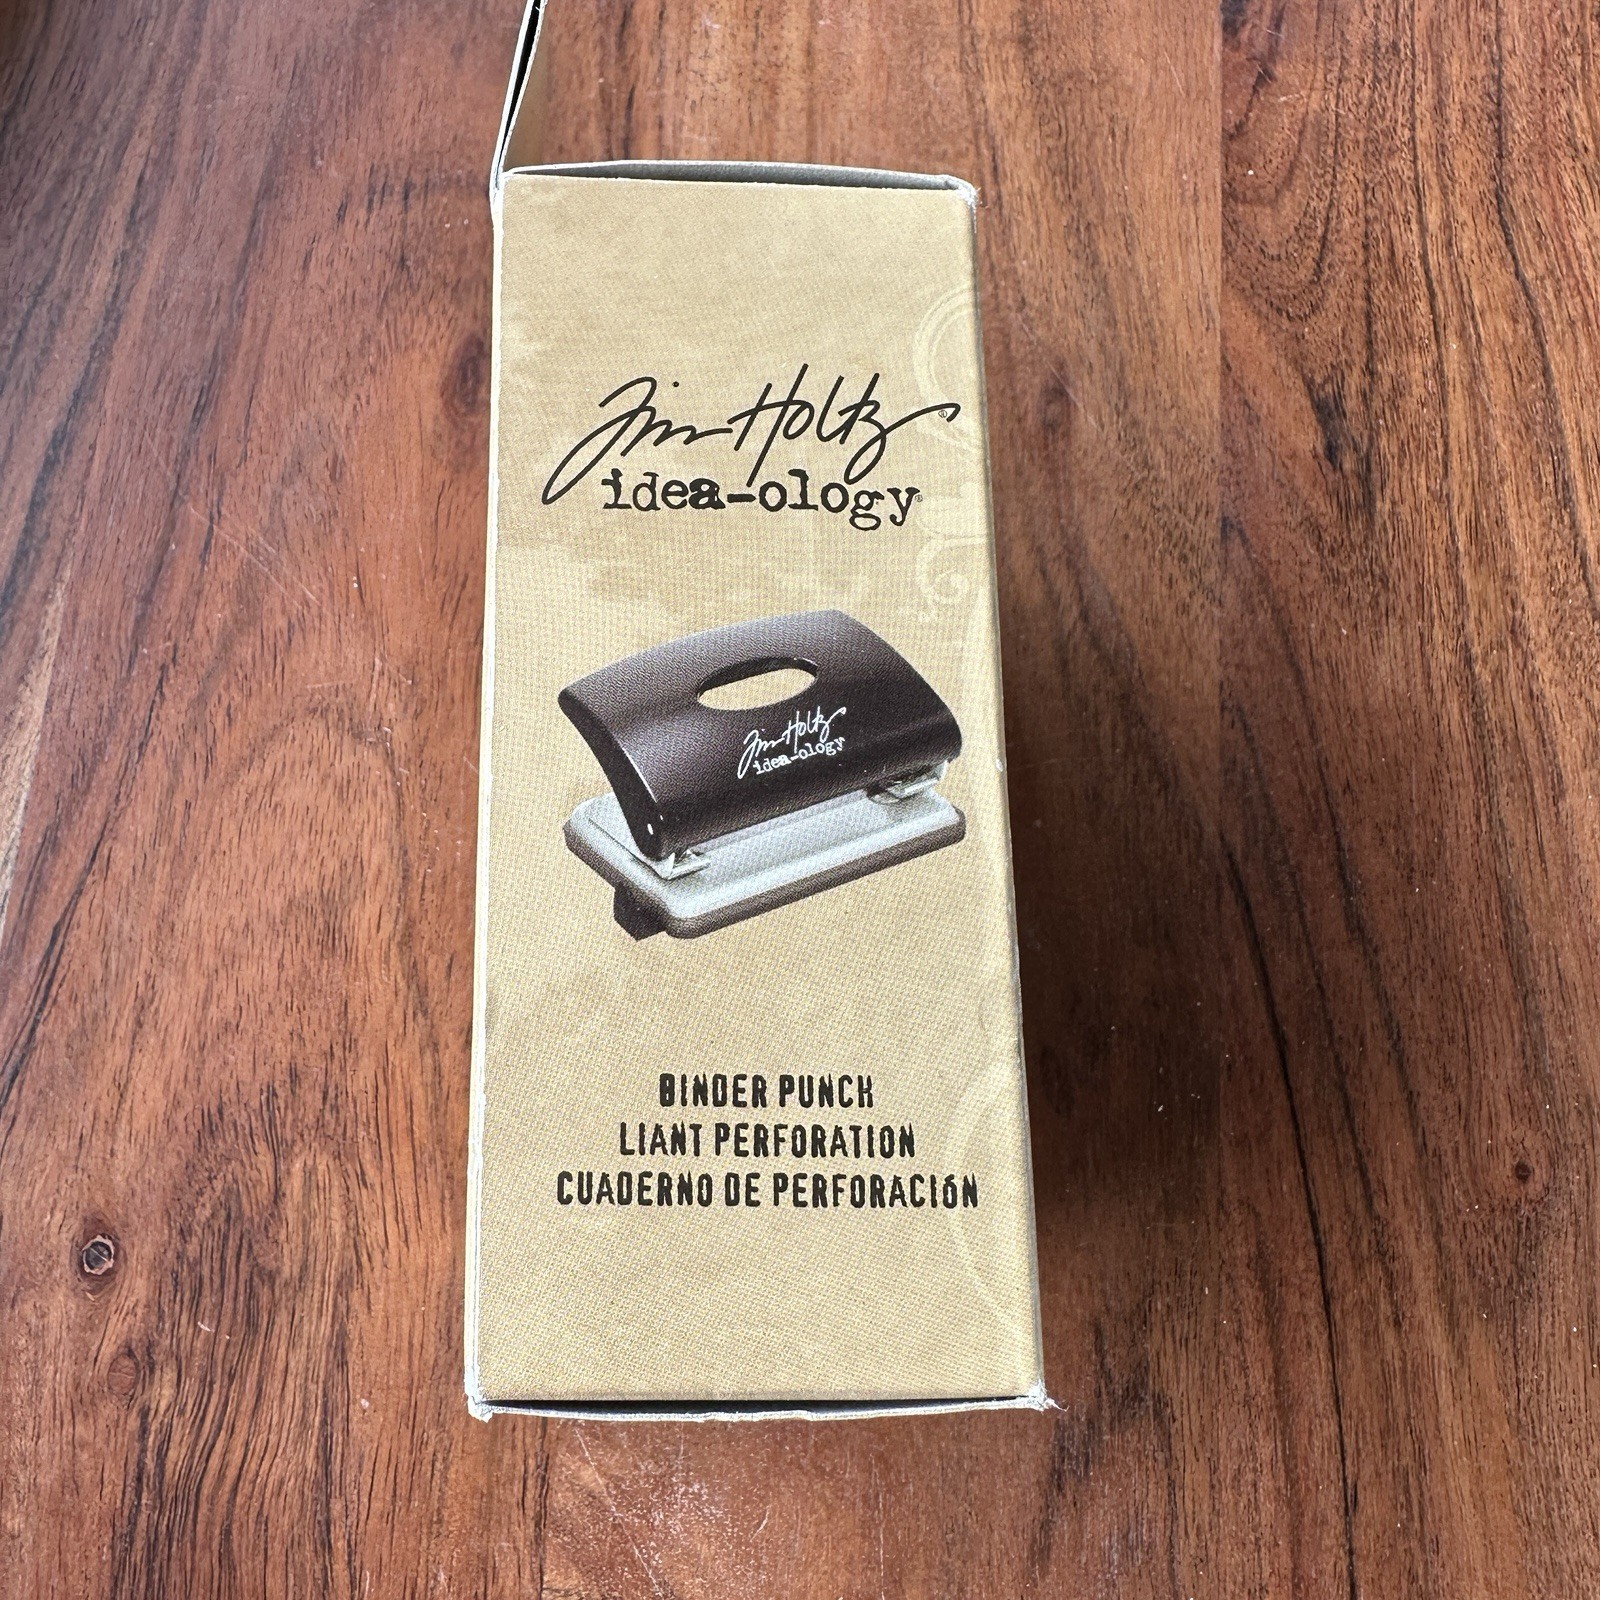 Tim Holtz®
idea-ology®
Tim Holtz
idea-ology
BINDER PUNCH
LIANT PERFORATION
CUADERNO DE PERFORACIÓN